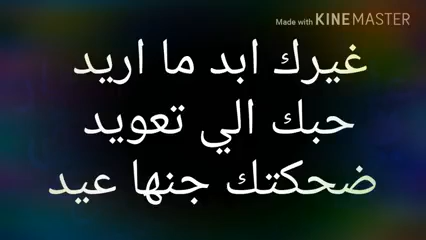 Made with KINEMASTER
غيرك ابد ما اريد
حبك الي تعويد
ضحكتك جنها عيد